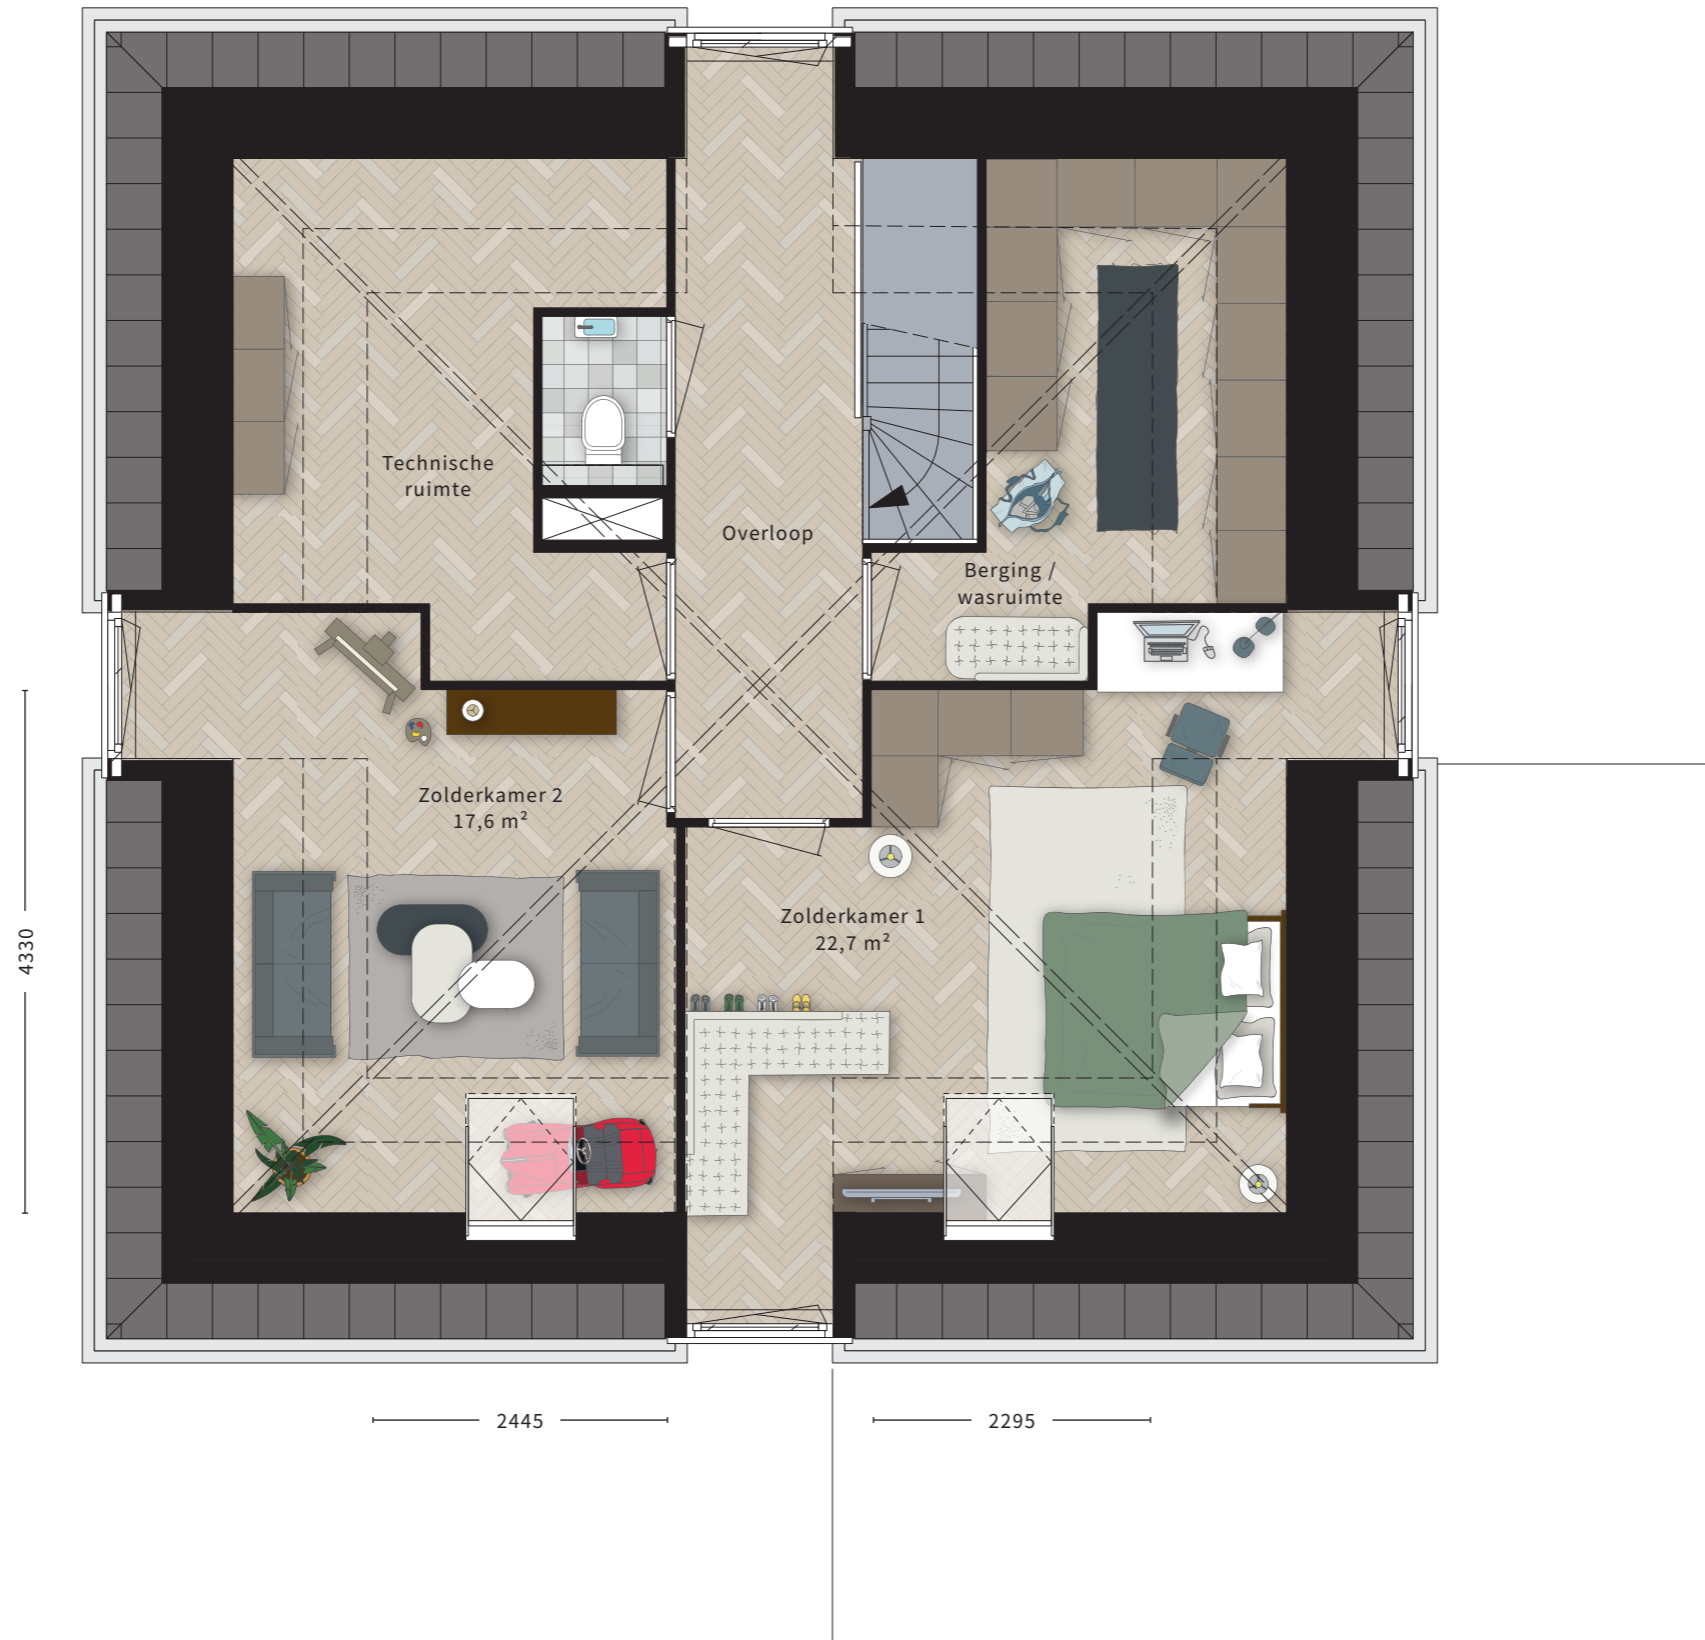 Technische
ruimte
Overloop
Berging /
wasruimte
Zolderkamer 2
17,6 m²
Zolderkamer 1
22,7 m²
4330
2445
2295